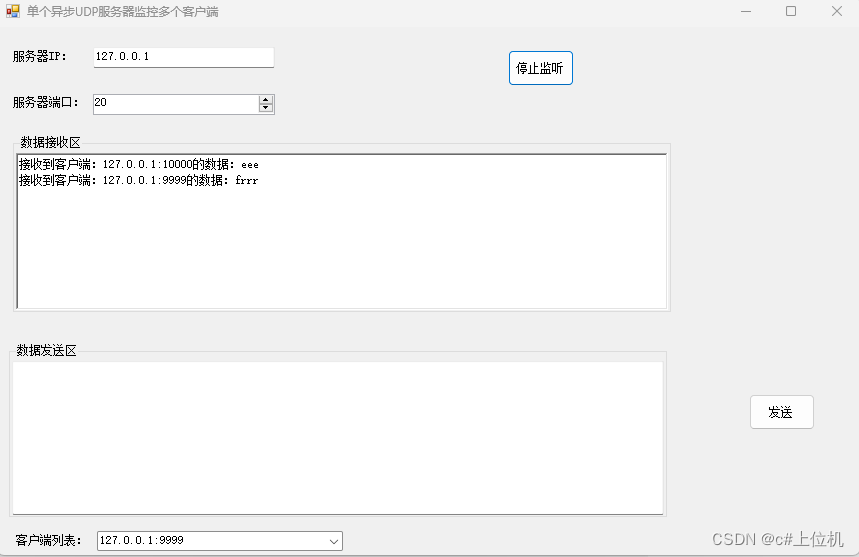 单个异步UDP服务器监控多个客户端
服务器IP： 127.0.0.1
停止监听
服务器端口： 20
数据接收区
接收到客户端：127.0.0.1:10000的数据：eee
接收到客户端：127.0.0.1:9999的数据：frrr
数据发送区
发送
客户端列表： 127.0.0.1:9999
CSDN @c#上位机